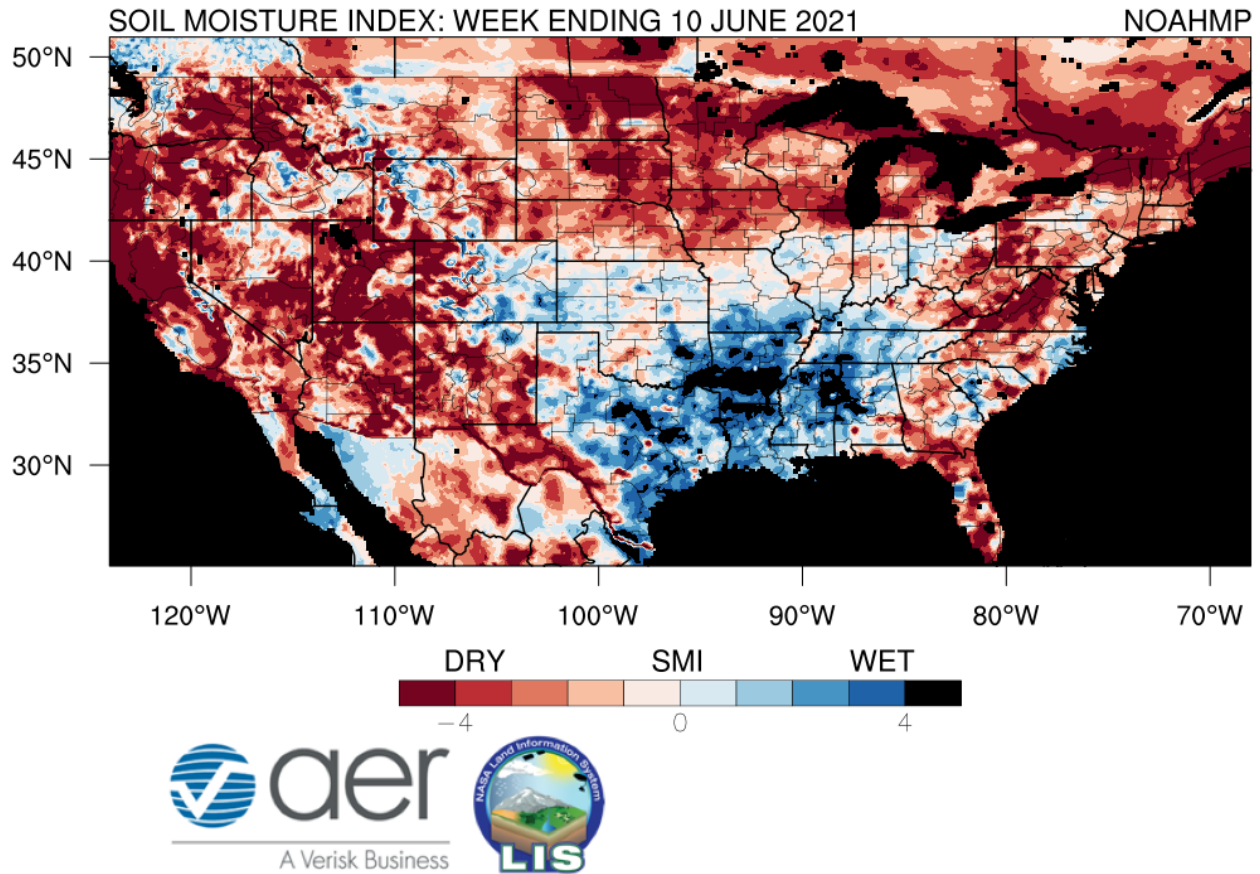 SOIL MOISTURE INDEX: WEEK ENDING 10 JUNE 2021 NOAHMP
50°N
45°N
40°N
35°N
30°N
120°W 110°W 100°W 90°W 80°W 70°W
DRY SMI WET
−4 0 4
aer
A Verisk Business
NASA Land Information System
LIS